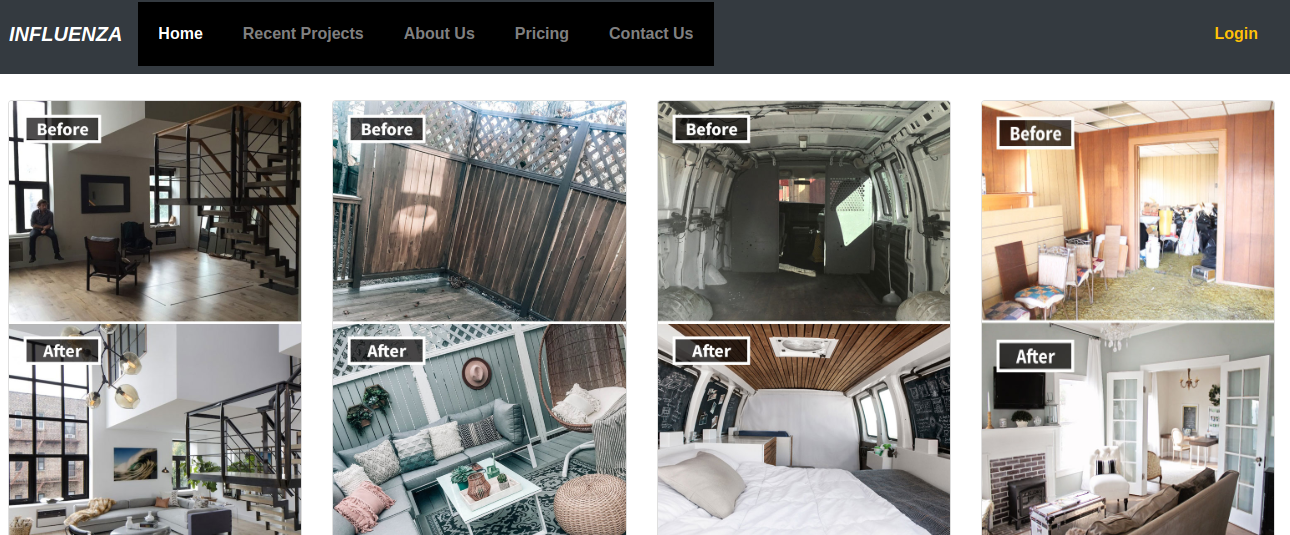 INFLUENZA Home Recent Projects About Us Pricing Contact Us Login
Before Before Before Before
After After After After